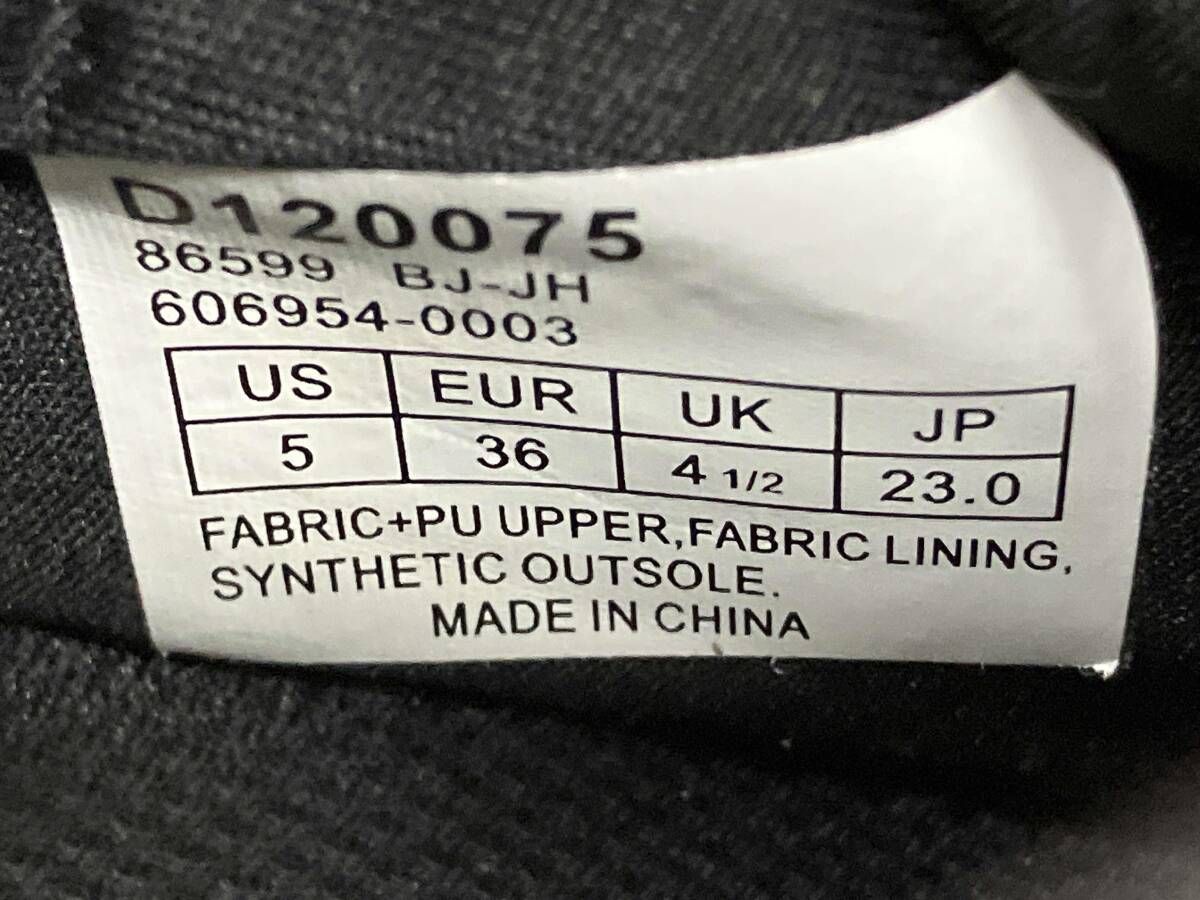 D120075
86599 BJ-JH
606954-0003
US EUR UK JP
5 36 4 1/2 23.0
FABRIC+PU UPPER,FABRIC LINING,
SYNTHETIC OUTSOLE.
MADE IN CHINA